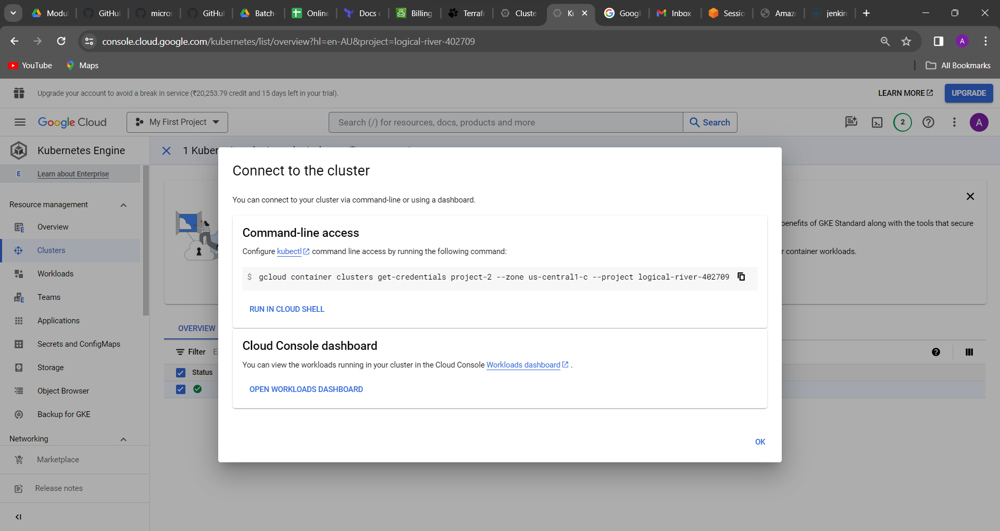 Modul
GitHu
micros
GitHu
Batch-
Online
Docs
Billing
Terraf
Cluste
Googl
Inbox
Sessio
Amaz
jenkin
console.cloud.google.com/kubernetes/list/overview?hl=en-AU&project=logical-river-402709
A
YouTube
Maps
All Bookmarks
Upgrade your account to avoid a break in service (₹20,253.79 credit and 15 days left in your trial).
LEARN MORE
UPGRADE
Google Cloud
My First Project
Search (/) for resources, docs, products and more
Search
2
A
Kubernetes Engine
1 Kuber
E Learn about Enterprise
Resource management
Overview
Clusters
Workloads
Teams
Applications
Secrets and ConfigMaps
Storage
Object Browser
Backup for GKE
Networking
Marketplace
Release notes
Connect to the cluster
You can connect to your cluster via command-line or using a dashboard.
Command-line access
Configure kubectl command line access by running the following command:
$ gcloud container clusters get-credentials project-2 --zone us-central1-c --project logical-river-402709
RUN IN CLOUD SHELL
Cloud Console dashboard
You can view the workloads running in your cluster in the Cloud Console Workloads dashboard .
OPEN WORKLOADS DASHBOARD
OK
benefits of GKE Standard along with the tools that secure
r container workloads.
OVERVIEW
Filter
Status